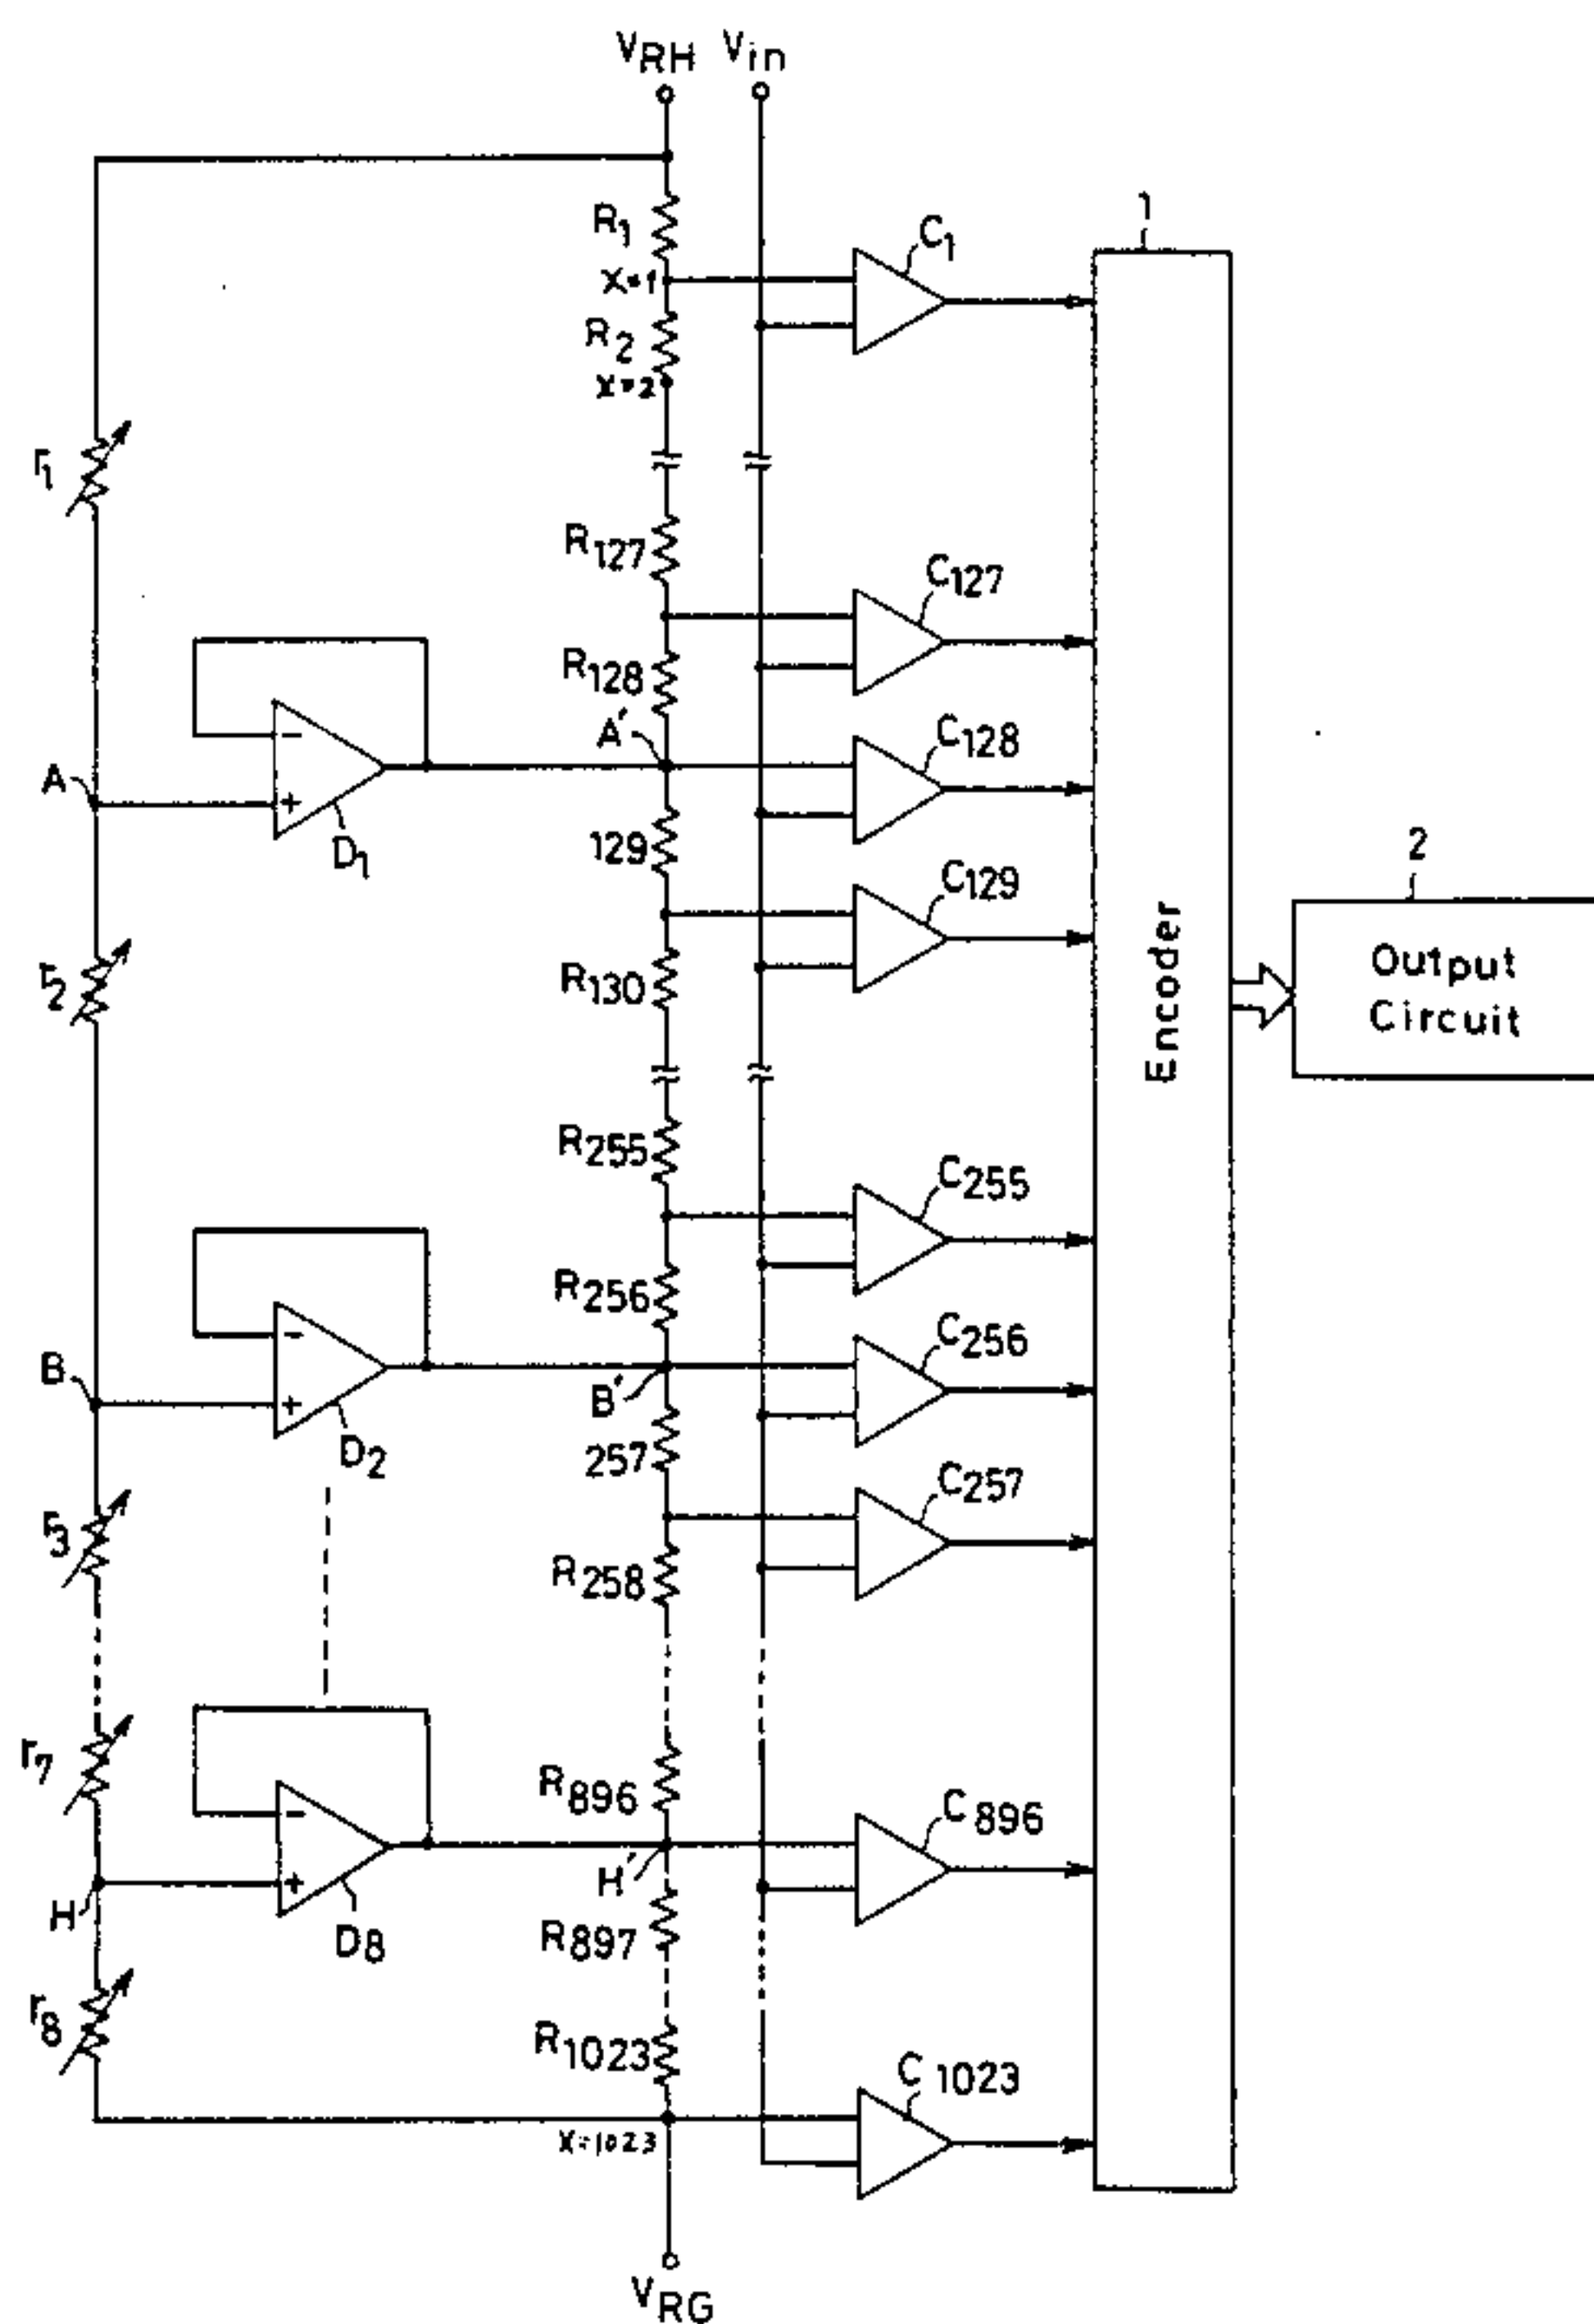 VRH Vin
1
R1
C1
X=1
R2
X=2
r1
R127
C127
R128
A'
C128
A
D1
129
C129
2
r2
R130
Encoder
Output
Circuit
R255
C255
R256
C256
B
B'
D2
257
C257
r3
R258
r7
R896
C896
H
H'
D8
R897
r8
R1023
C1023
X=1023
VRG
- +
- +
- +